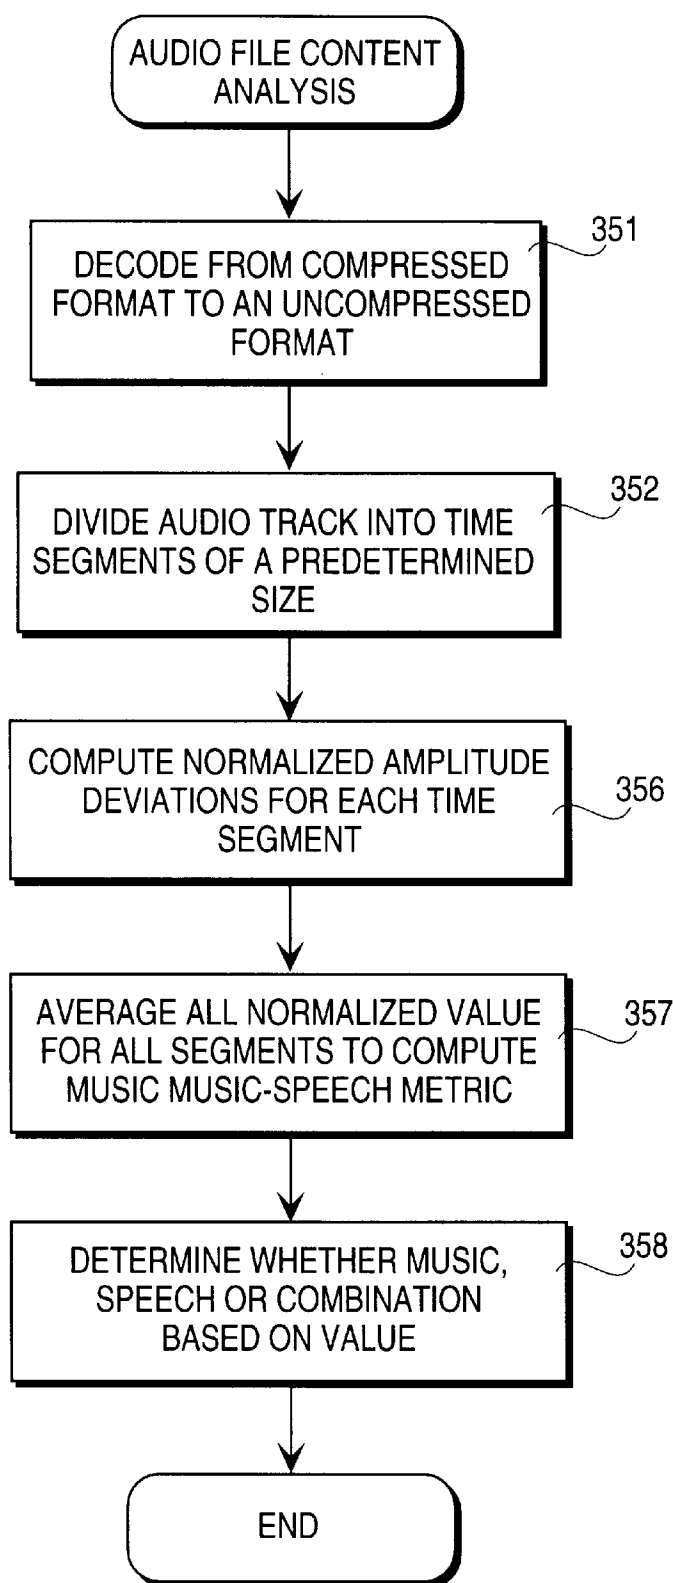 AUDIO FILE CONTENT
ANALYSIS
351
DECODE FROM COMPRESSED
FORMAT TO AN UNCOMPRESSED
FORMAT
352
DIVIDE AUDIO TRACK INTO TIME
SEGMENTS OF A PREDETERMINED
SIZE
COMPUTE NORMALIZED AMPLITUDE
DEVIATIONS FOR EACH TIME
SEGMENT
356
AVERAGE ALL NORMALIZED VALUE
FOR ALL SEGMENTS TO COMPUTE
MUSIC MUSIC-SPEECH METRIC
357
DETERMINE WHETHER MUSIC,
SPEECH OR COMBINATION
BASED ON VALUE
358
END